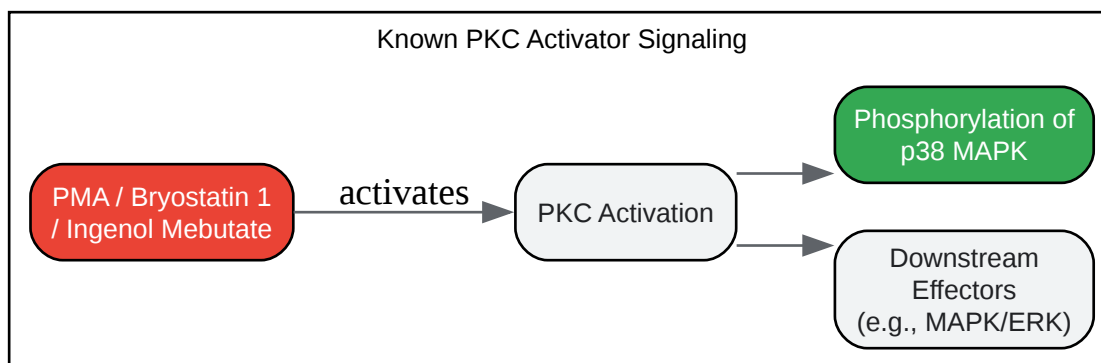 Known PKC Activator Signaling
PMA / Bryostatin 1
/ Ingenol Mebutate
activates
PKC Activation
Phosphorylation of
p38 MAPK
Downstream
Effectors
(e.g., MAPK/ERK)